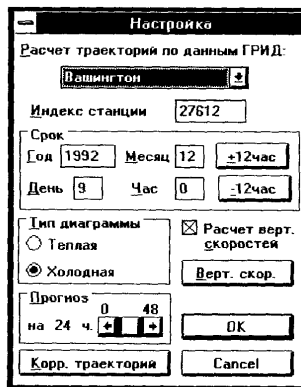 Настройка
Расчет траекторий по данным ГРИД:
Вашингтон
Индекс станции 27612
Срок
Год 1992 Месяц 12 +12час
День 9 Час 0 -12час
Тип диаграммы
Теплая
Холодная
Расчет верт. скоростей
Верт. скор.
Прогноз
0 48
на 24 ч.
OK
Корр. траекторий Cancel